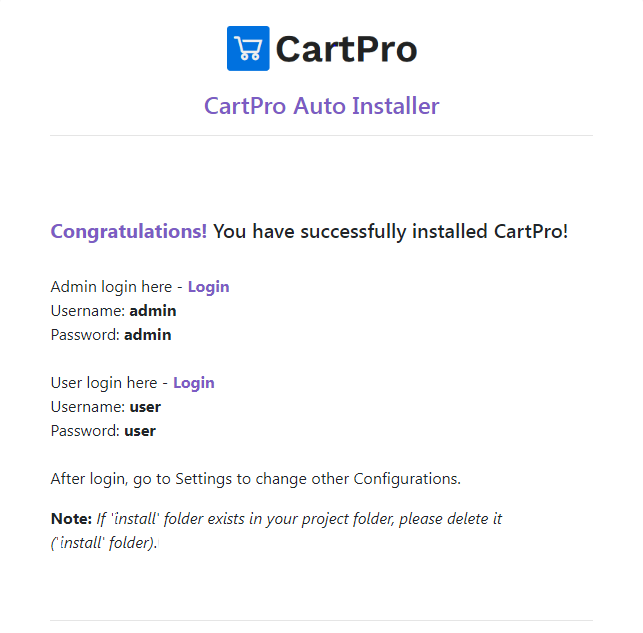 CartPro
CartPro Auto Installer
Congratulations! You have successfully installed CartPro!
Admin login here - Login
Username: admin
Password: admin
User login here - Login
Username: user
Password: user
After login, go to Settings to change other Configurations.
Note: If 'install' folder exists in your project folder, please delete it
('install' folder).